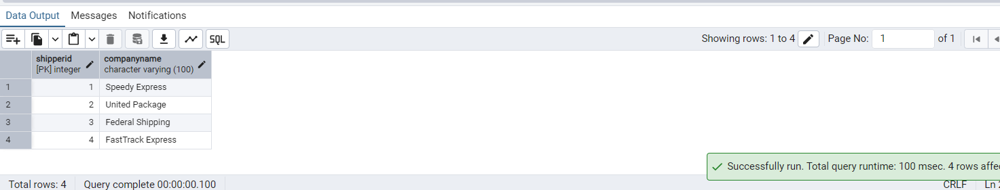 Data Output Messages Notifications
SQL Showing rows: 1 to 4 Page No: 1 of 1
shipperid companyname
[PK] integer character varying (100)
1 1 Speedy Express
2 2 United Package
3 3 Federal Shipping
4 4 FastTrack Express
Successfully run. Total query runtime: 100 msec. 4 rows affe
Total rows: 4 Query complete 00:00:00.100 CRLF Ln